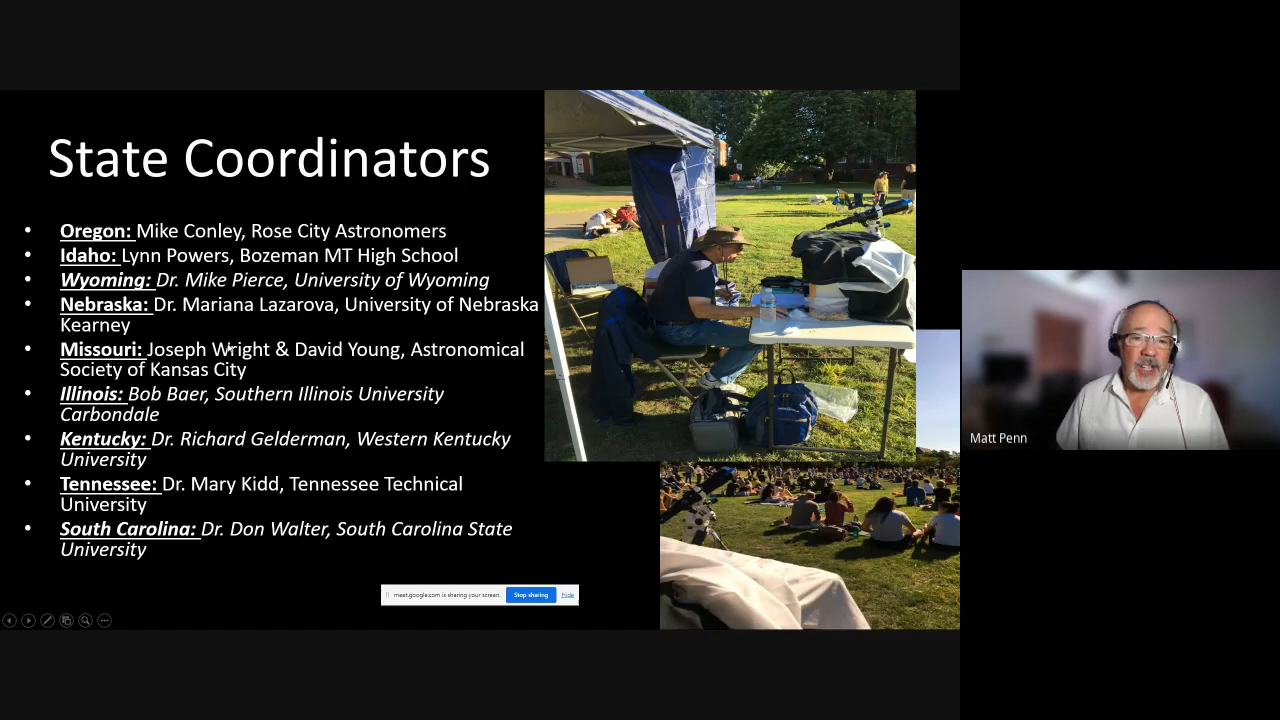 State Coordinators
• Oregon: Mike Conley, Rose City Astronomers
• Idaho: Lynn Powers, Bozeman MT High School
• Wyoming: Dr. Mike Pierce, University of Wyoming
• Nebraska: Dr. Mariana Lazarova, University of Nebraska
Kearney
• Missouri: Joseph Wright & David Young, Astronomical
Society of Kansas City
• Illinois: Bob Baer, Southern Illinois University
Carbondale
• Kentucky: Dr. Richard Gelderman, Western Kentucky
University
• Tennessee: Dr. Mary Kidd, Tennessee Technical
University
• South Carolina: Dr. Don Walter, South Carolina State
University
meet.google.com is sharing your screen. Stop sharing Hide
Matt Penn